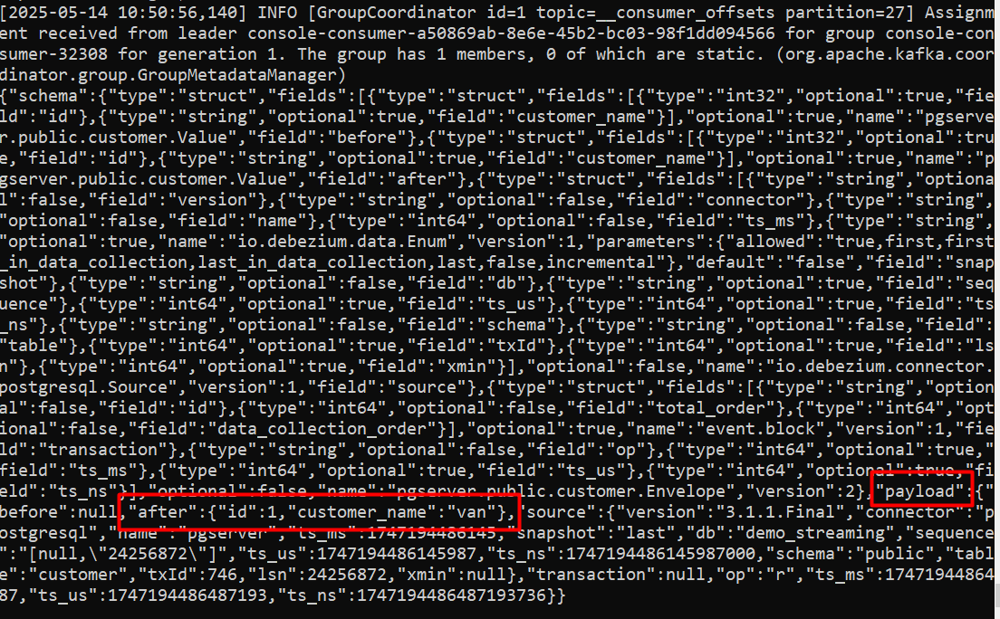 [2025-05-14 10:50:56,140] INFO [GroupCoordinator id=1 topic=__consumer_offsets partition=27] Assignm
ent received from leader console-consumer-a50869ab-8e6e-45b2-bc03-98f1dd094566 for group console-con
sumer-32308 for generation 1. The group has 1 members, 0 of which are static. (org.apache.kafka.coor
dinator.group.GroupMetadataManager)
{"schema":{"type":"struct","fields":[{"type":"struct","fields":[{"type":"int32","optional":true,"fie
ld":"id"},{"type":"string","optional":true,"field":"customer_name"}],"optional":true,"name":"pgserve
r.public.customer.Value","field":"before"},{"type":"struct","fields":[{"type":"int32","optional":tru
e,"field":"id"},{"type":"string","optional":true,"field":"customer_name"}],"optional":true,"name":"p
gserver.public.customer.Value","field":"after"},{"type":"struct","fields":[{"type":"string","optiona
l":false,"field":"version"},{"type":"string","optional":false,"field":"connector"},{"type":"string",
"optional":false,"field":"name"},{"type":"int64","optional":false,"field":"ts_ms"},{"type":"string",
"optional":true,"name":"io.debezium.data.Enum","version":1,"parameters":{"allowed":"true,first,first
_in_data_collection,last_in_data_collection,last,false,incremental"},"default":"false","field":"snap
shot"},{"type":"string","optional":false,"field":"db"},{"type":"string","optional":true,"field":"seq
uence"},{"type":"int64","optional":true,"field":"ts_us"},{"type":"int64","optional":true,"field":"ts
_ns"},{"type":"string","optional":false,"field":"schema"},{"type":"string","optional":false,"field":
"table"},{"type":"int64","optional":true,"field":"txId"},{"type":"int64","optional":true,"field":"ls
n"},{"type":"int64","optional":true,"field":"xmin"}],"optional":false,"name":"io.debezium.connector.
postgresql.Source","version":1,"field":"source"},{"type":"struct","fields":[{"type":"string","option
al":false,"field":"id"},{"type":"int64","optional":false,"field":"total_order"},{"type":"int64","opt
ional":false,"field":"data_collection_order"}],"optional":true,"name":"event.block","version":1,"fie
ld":"transaction"},{"type":"string","optional":false,"field":"op"},{"type":"int64","optional":true,"
field":"ts_ms"},{"type":"int64","optional":true,"field":"ts_us"},{"type":"int64","optional":true,"fi
eld":"ts_ns"}],"optional":false,"name":"pgserver.public.customer.Envelope","version":2},"payload":{"
before":null,"after":{"id":1,"customer_name":"van"},"source":{"version":"3.1.1.Final","connector":"p
ostgresql","name":"pgserver","ts_ms":1747194486145,"snapshot":"last","db":"demo_streaming","sequence
":"[null,\"24256872\"]","ts_us":1747194486145987,"ts_ns":1747194486145987000,"schema":"public","tabl
e":"customer","txId":746,"lsn":24256872,"xmin":null},"transaction":null,"op":"r","ts_ms":17471944864
87,"ts_us":1747194486487193,"ts_ns":1747194486487193736}}